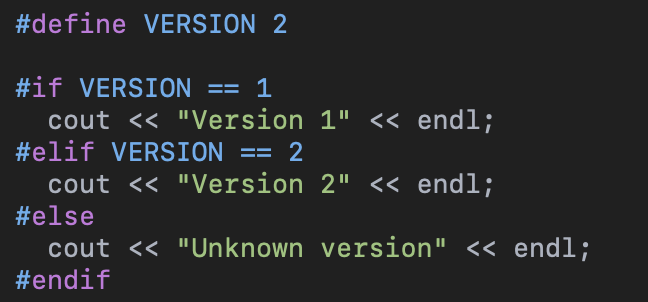 #define VERSION 2
#if VERSION == 1
  cout << "Version 1" << endl;
#elif VERSION == 2
  cout << "Version 2" << endl;
#else
  cout << "Unknown version" << endl;
#endif